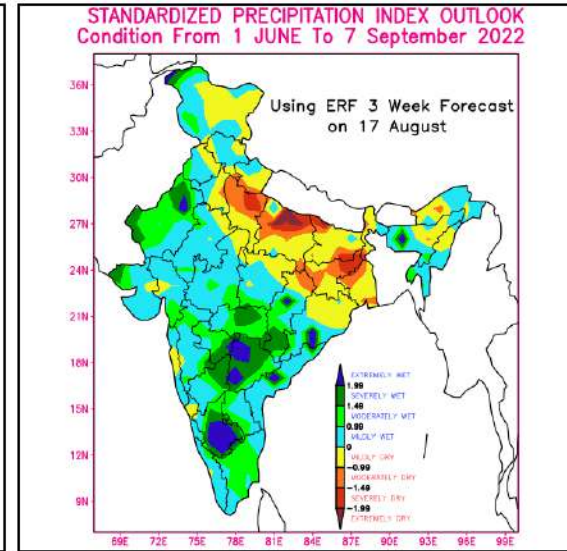 STANDARDIZED PRECIPITATION INDEX OUTLOOK
Condition From 1 JUNE To 7 September 2022
36N
33N
30N
27N
24N
21N
18N
15N
12N
9N
Using ERF 3 Week Forecast
on 17 August
EXTREMELY WET
1.99
SEVERELY WET
1.49
MODERATELY WET
0.99
MILDLY WET
0
MILDLY DRY
-0.99
MODERATELY DRY
-1.49
SEVERELY DRY
-1.99
EXTREMELY DRY
69E 72E 75E 78E 81E 84E 87E 90E 93E 96E 99E